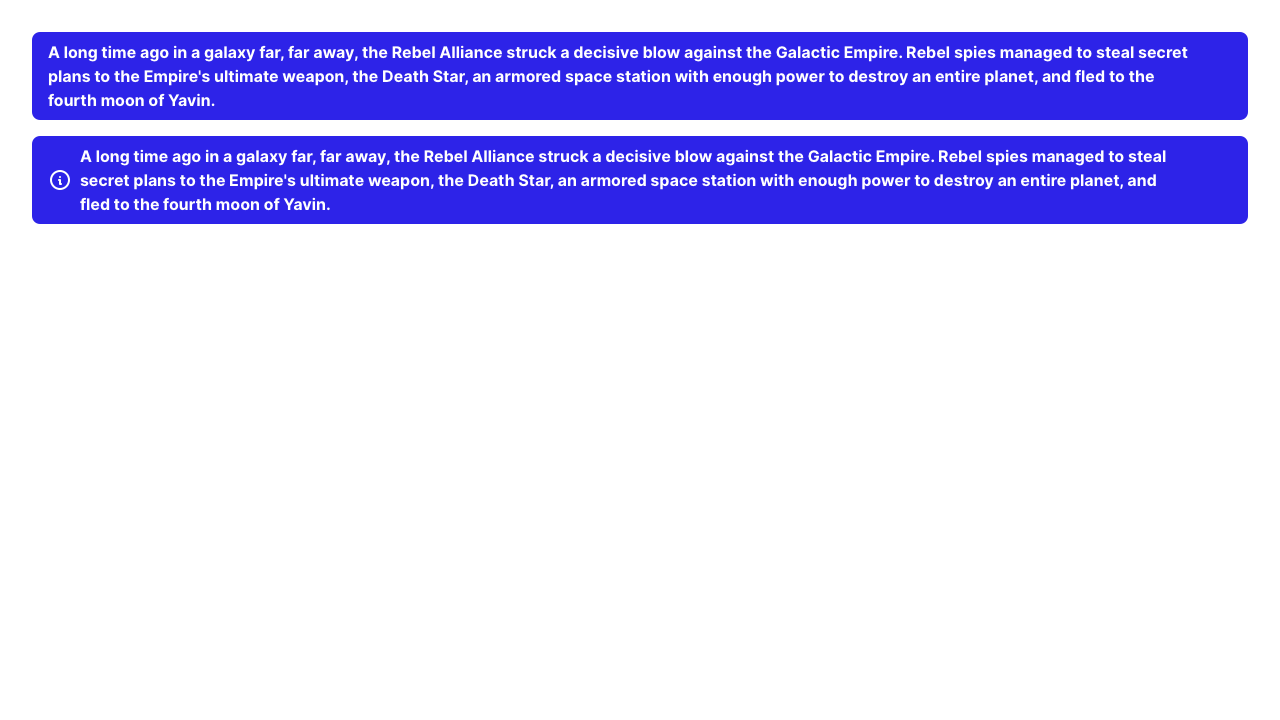 A long time ago in a galaxy far, far away, the Rebel Alliance struck a decisive blow against the Galactic Empire. Rebel spies managed to steal secret
plans to the Empire's ultimate weapon, the Death Star, an armored space station with enough power to destroy an entire planet, and fled to the
fourth moon of Yavin.
A long time ago in a galaxy far, far away, the Rebel Alliance struck a decisive blow against the Galactic Empire. Rebel spies managed to steal
secret plans to the Empire's ultimate weapon, the Death Star, an armored space station with enough power to destroy an entire planet, and
fled to the fourth moon of Yavin.